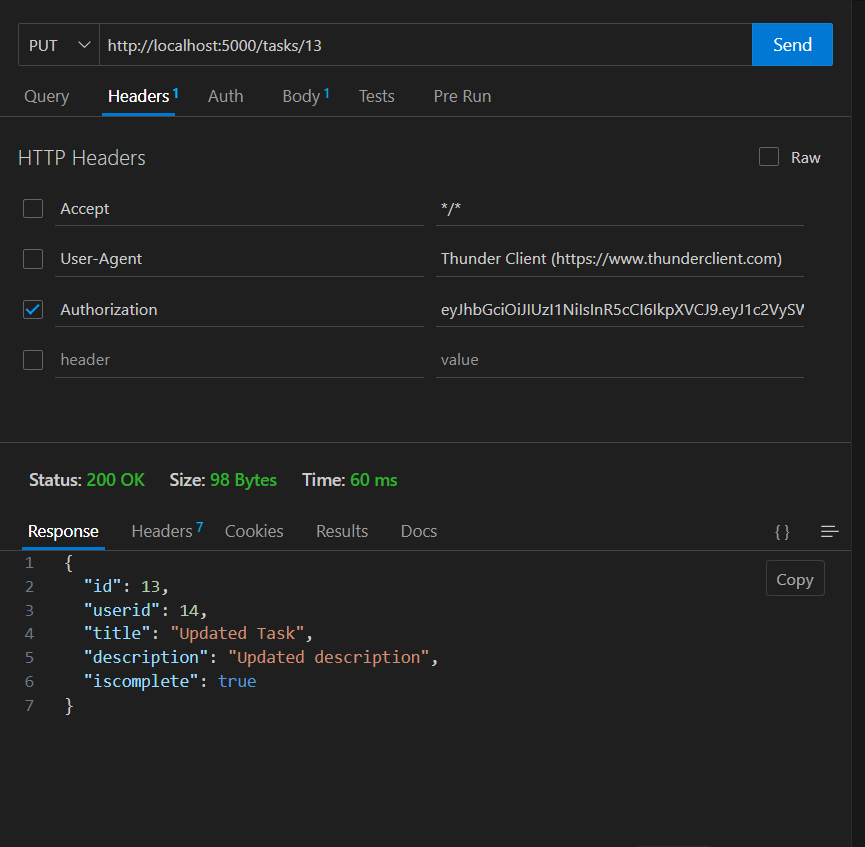 PUT http://localhost:5000/tasks/13 Send
Query Headers 1 Auth Body 1 Tests Pre Run
HTTP Headers Raw
Accept */*
User-Agent Thunder Client (https://www.thunderclient.com)
Authorization eyJhbGciOiJIUzI1NiIsInR5cCI6IkpXVCJ9.eyJ1c2VySW
header value
Status: 200 OK Size: 98 Bytes Time: 60 ms
Response Headers 7 Cookies Results Docs { }
1 {
Copy
2 "id": 13,
3 "userid": 14,
4 "title": "Updated Task",
5 "description": "Updated description",
6 "iscomplete": true
7 }